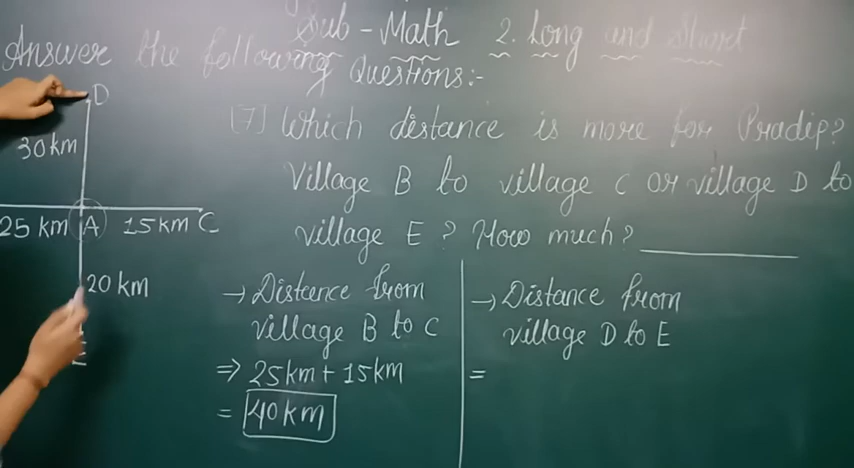 Sub - Math 2. Long and Short
Answer the following Questions:-
D
30 km
25 km A 15 km C
20 km
E
[7] Which distance is more for Pradip?
Village B to village C or village D to
village E? How much?
→ Distance from
village B to C
⇒ 25 km + 15 km
= 40 km
→ Distance from
village D to E
=